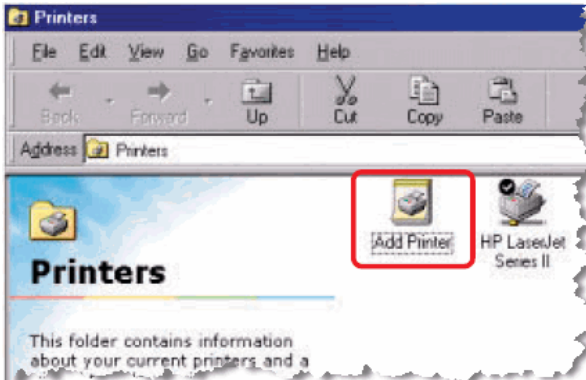 Printers
File Edit View Go Favorites Help
Back Forward Up Cut Copy Paste
Address Printers
Add Printer HP LaserJet
Series II
Printers
This folder contains information
about your current printers and a